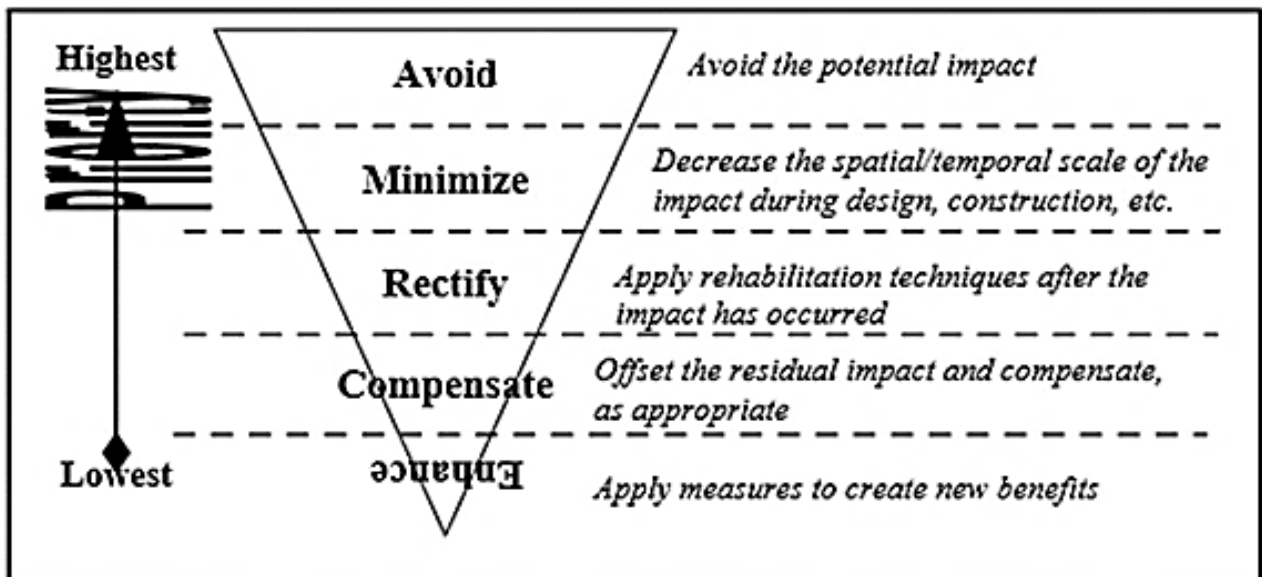 Highest
Avoid
Avoid the potential impact
Minimize
Decrease the spatial/temporal scale of the
impact during design, construction, etc.
Rectify
Apply rehabilitation techniques after the
impact has occurred
Compensate
Offset the residual impact and compensate,
as appropriate
Lowest
Enhance
Apply measures to create new benefits